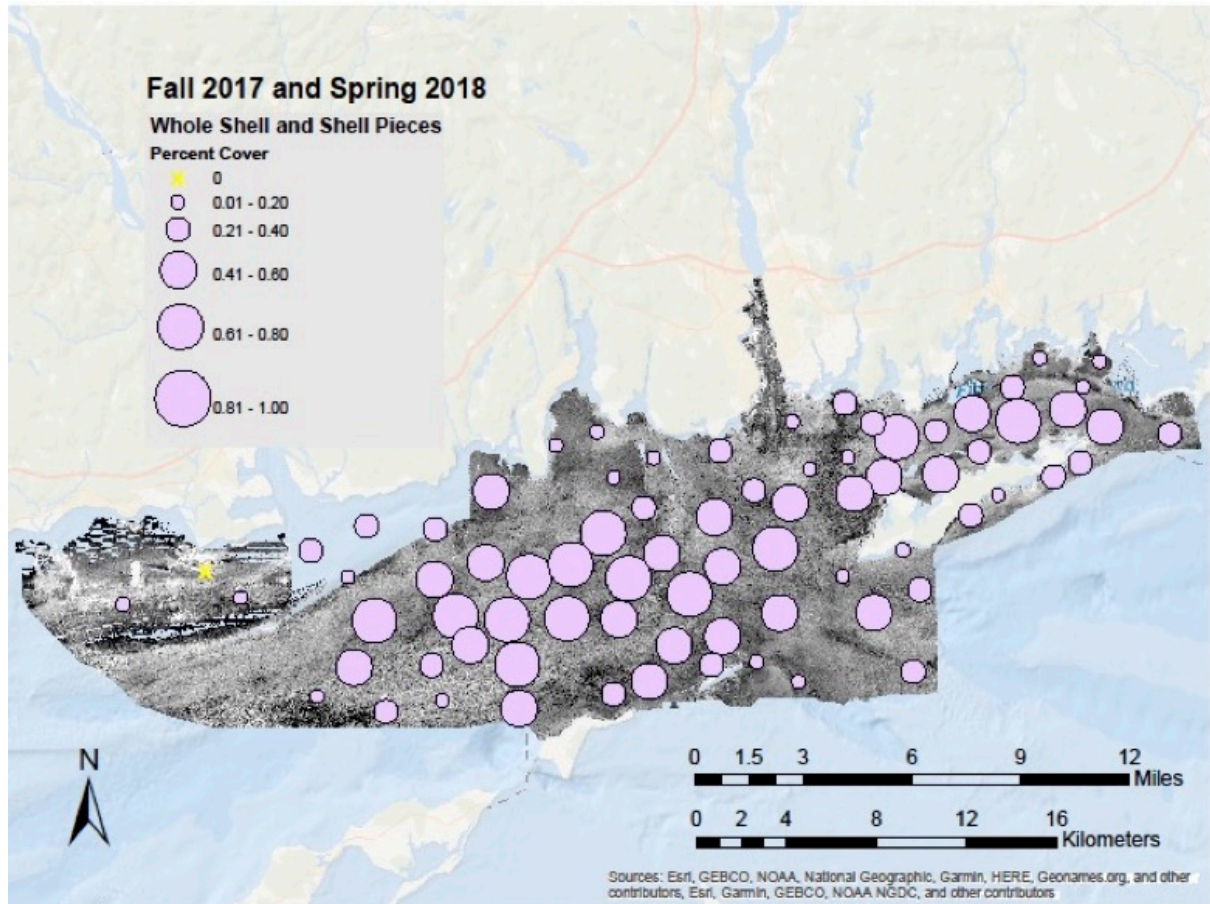 Fall 2017 and Spring 2018
Whole Shell and Shell Pieces
Percent Cover
0
0.01 - 0.20
0.21 - 0.40
0.41 - 0.60
0.61 - 0.80
0.81 - 1.00
N
0 1.5 3 6 9 12
Miles
0 2 4 8 12 16
Kilometers
Sources: Esri, GEBCO, NOAA, National Geographic, Garmin, HERE, Geonames.org, and other
contributors, Esri, Garmin, GEBCO, NOAA NGDC, and other contributors